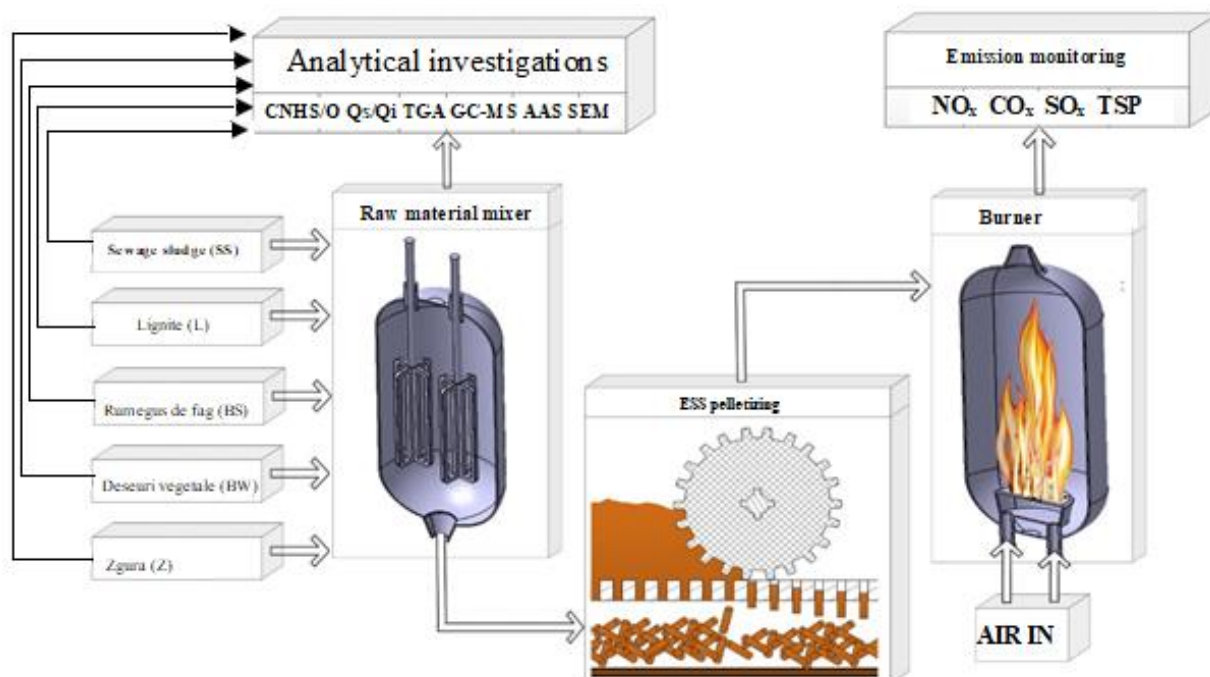 Analytical investigations
CNHS/O Qs/Qi TGA GC-MS AAS SEM
Emission monitoring
NOₓ COₓ SOₓ TSP
Raw material mixer
Burner
Sewage sludge (SS)
Lignite (L)
Rumegus de fag (BS)
Deseuri vegetale (BW)
Zgura (Z)
ESS pelletizing
AIR IN